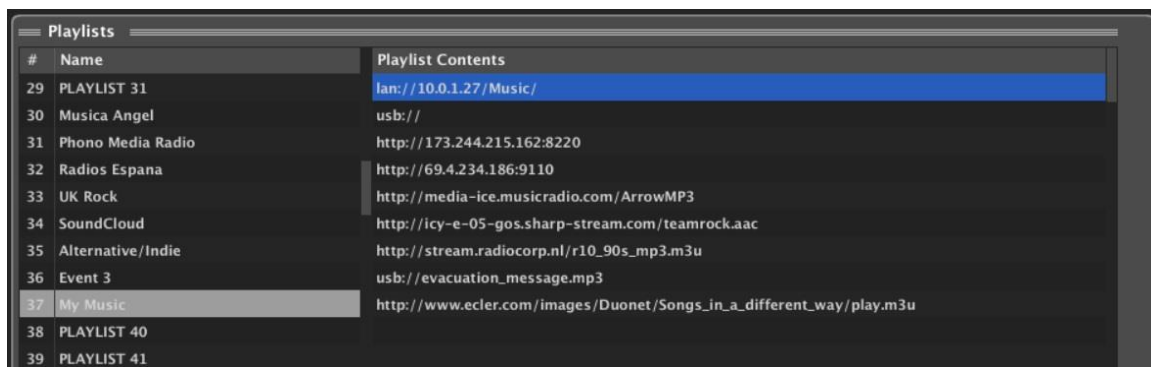 Playlists
# Name Playlist Contents
29 PLAYLIST 31 lan://10.0.1.27/Music/
30 Musica Angel usb://
31 Phono Media Radio http://173.244.215.162:8220
32 Radios Espana http://69.4.234.186:9110
33 UK Rock http://media-ice.musicradio.com/ArrowMP3
34 SoundCloud http://icy-e-05-gos.sharp-stream.com/teamrock.aac
35 Alternative/Indie http://stream.radiocorp.nl/r10_90s_mp3.m3u
36 Event 3 usb://evacuation_message.mp3
37 My Music http://www.ecler.com/images/Duonet/Songs_in_a_different_way/play.m3u
38 PLAYLIST 40
39 PLAYLIST 41